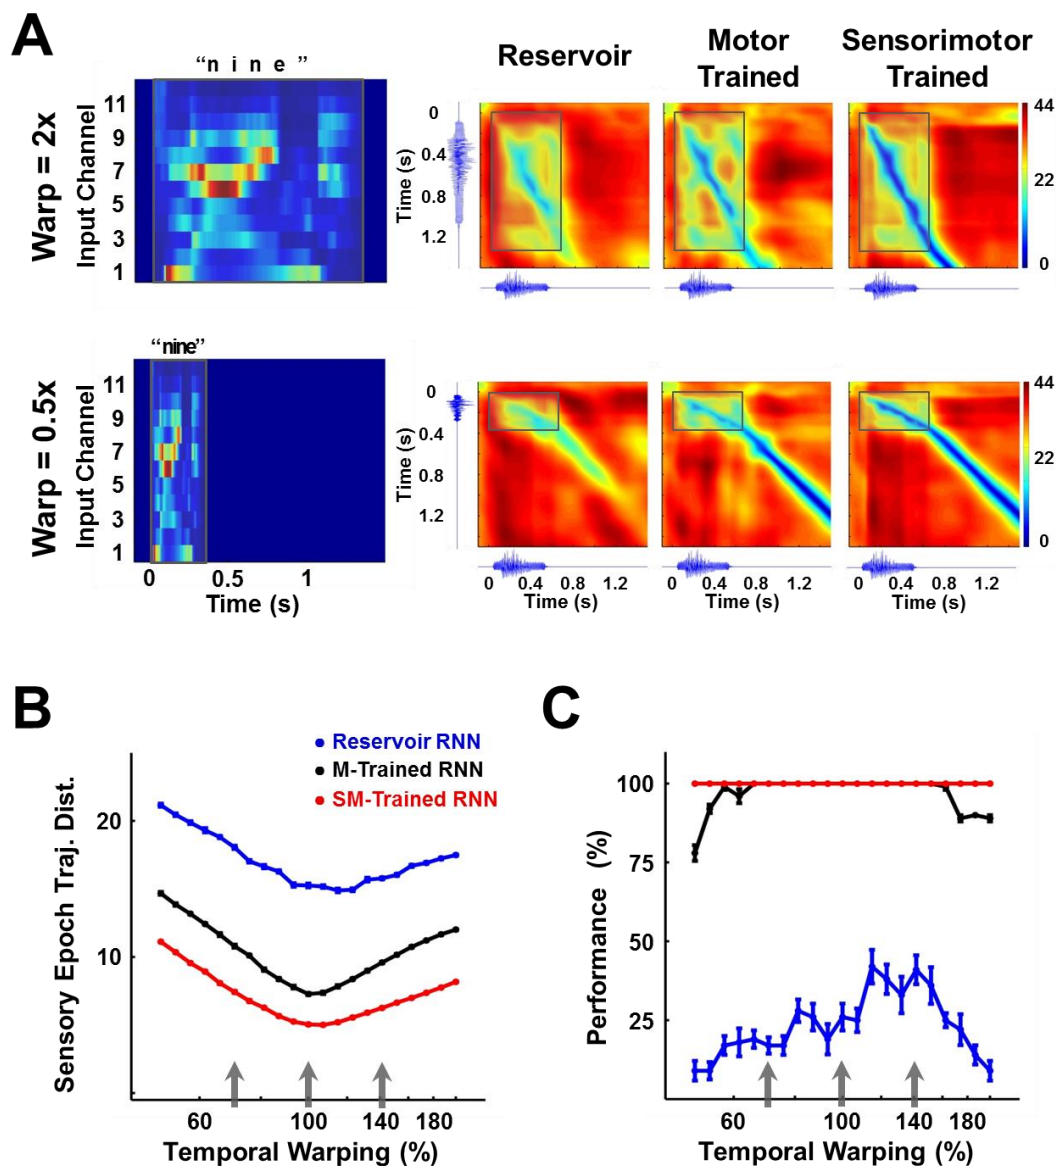 A
Reservoir
Motor
Trained
Sensorimotor
Trained
Warp = 2x
Input Channel
“n i n e ”
11
9
7
5
3
1
Time (s)
0
0.4
0.8
1.2
44
22
0
Warp = 0.5x
Input Channel
“nine”
11
9
7
5
3
1
0 0.5 1
Time (s)
Time (s)
0
0.4
0.8
1.2
44
22
0
0 0.4 0.8 1.2
Time (s)
0 0.4 0.8 1.2
Time (s)
0 0.4 0.8 1.2
Time (s)
B
Reservoir RNN
M-Trained RNN
SM-Trained RNN
Sensory Epoch Traj. Dist.
20
10
60 100 140 180
Temporal Warping (%)
C
Performance (%)
100
75
50
25
60 100 140 180
Temporal Warping (%)